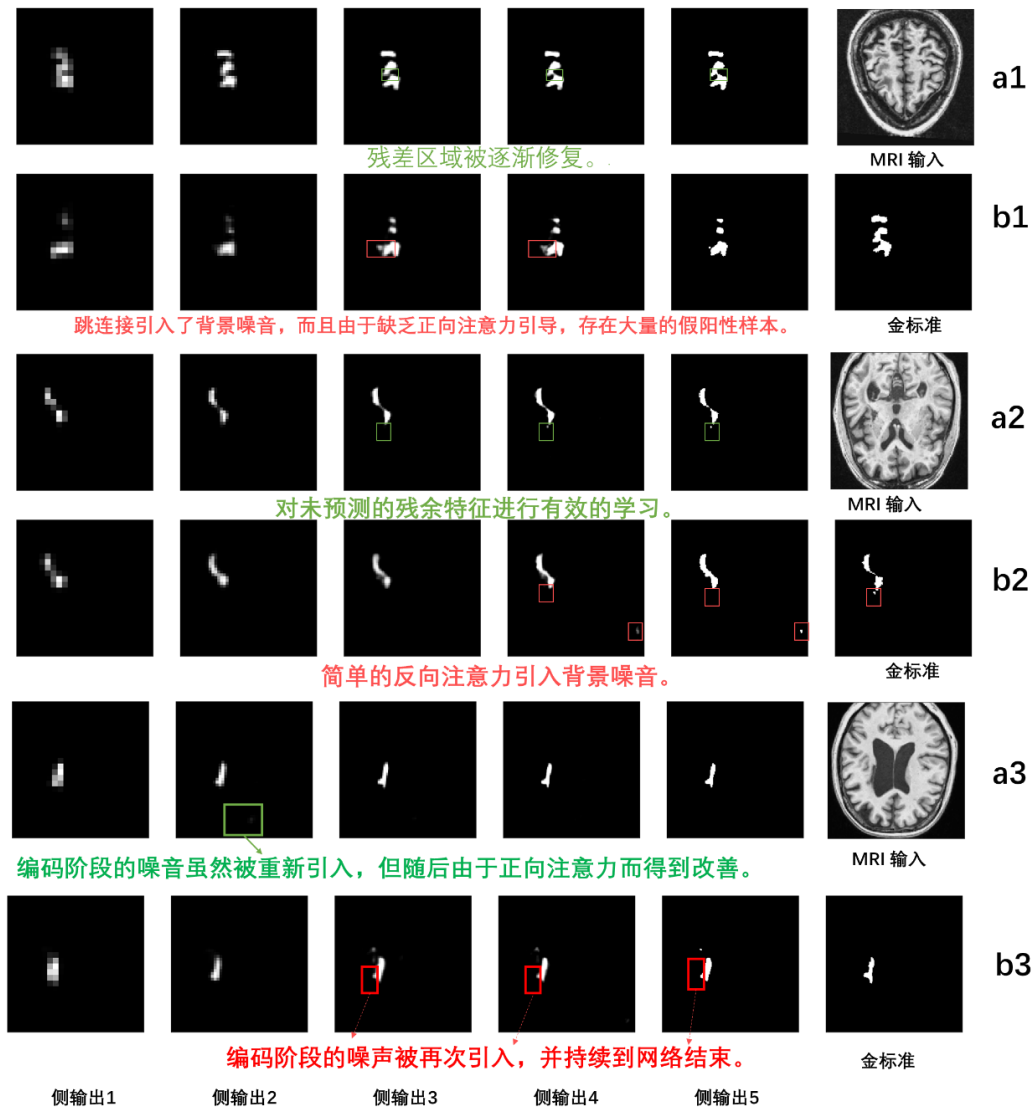 a1
MRI 输入
残差区域被逐渐修复。
b1
跳连接引入了背景噪音，而且由于缺乏正向注意力引导，存在大量的假阳性样本。
金标准
a2
MRI 输入
对未预测的残余特征进行有效的学习。
b2
金标准
简单的反向注意力引入背景噪音。
a3
MRI 输入
编码阶段的噪音虽然被重新引入，但随后由于正向注意力而得到改善。
b3
编码阶段的噪声被再次引入，并持续到网络结束。
金标准
侧输出1 侧输出2 侧输出3 侧输出4 侧输出5